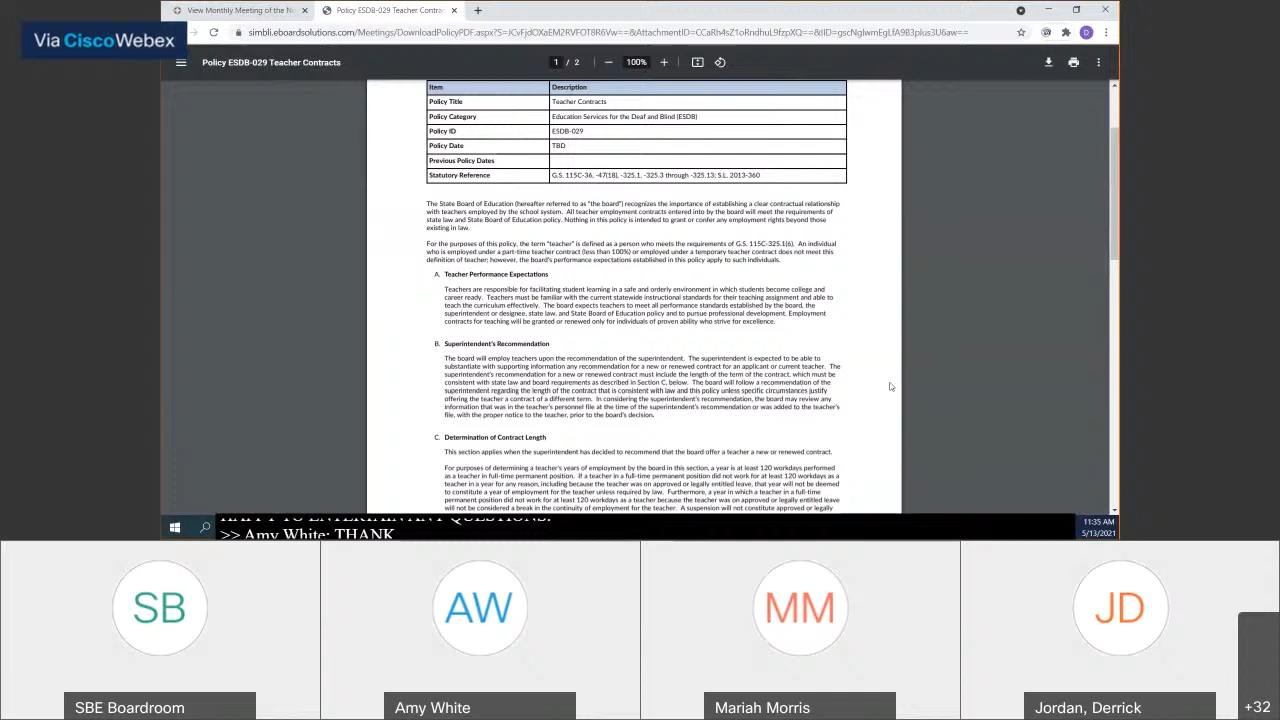 View Monthly Meeting of the N
Policy ESDB-029 Teacher Contrac
Via CiscoWebex
simbli.eboardsolutions.com/Meetings/DownloadPolicyPDF.aspx?S=
Policy ESDB-029 Teacher Contracts
1 / 2
100%
Item Description
Policy Title Teacher Contracts
Policy Category Education Services for the Deaf and Blind (ESDB)
Policy ID ESDB-029
Policy Date TBD
Previous Policy Dates
Statutory Reference G.S. 115C-36, -47(18), -325.1, -325.3 through -325.13; S.L. 2013-360
The State Board of Education (hereafter referred to as "the board") recognizes the importance of establishing a clear contractual relationship
with teachers employed by the school system. All teacher employment contracts entered into by the board will meet the requirements of
state law and State Board of Education policy. Nothing in this policy is intended to grant or confer any employment rights beyond those
existing in law.
For the purposes of this policy, the term "teacher" is defined as a person who meets the requirements of G.S. 115C-325.1(6). An individual
who is employed under a part-time teacher contract (less than 100%) or employed under a temporary teacher contract does not meet this
definition of teacher; however, the board's performance expectations established in this policy apply to such individuals.
A. Teacher Performance Expectations
Teachers are responsible for facilitating student learning in a safe and orderly environment in which students become college and
career ready. Teachers must be familiar with the current statewide instructional standards for their teaching assignment and able to
teach the curriculum effectively. The board expects teachers to meet all performance standards established by the board, the
superintendent or designee, state law, and State Board of Education policy and to pursue professional development. Employment
contracts for teaching will be granted or renewed only for individuals of proven ability who strive for excellence.
B. Superintendent's Recommendation
The board will employ teachers upon the recommendation of the superintendent. The superintendent is expected to be able to
substantiate with supporting information any recommendation for a new or renewed contract for an applicant or current teacher. The
superintendent's recommendation for a new or renewed contract must include the length of the term of the contract, which must be
consistent with state law and board requirements as described in Section C, below. The board will follow a recommendation of the
superintendent regarding the length of the contract that is consistent with law and this policy unless specific circumstances justify
offering the teacher a contract of a different term. In considering the superintendent's recommendation, the board may review any
information that was in the teacher's personnel file at the time of the superintendent's recommendation or was added to the teacher's
file, with the proper notice to the teacher, prior to the board's decision.
C. Determination of Contract Length
This section applies when the superintendent has decided to recommend that the board offer a teacher a new or renewed contract.
For purposes of determining a teacher's years of employment by the board in this section, a year is at least 120 workdays performed
as a teacher in full-time permanent position. If a teacher in a full-time permanent position did not work for at least 120 workdays as a
teacher in a year for any reason, including because the teacher was on approved or legally entitled leave, that year will not be deemed
to constitute a year of employment for the teacher unless required by law. Furthermore, a year in which a teacher in a full-time
permanent position did not work for at least 120 workdays as a teacher because the teacher was on approved or legally entitled leave
will not be considered a break in the continuity of employment for the teacher. A suspension will not constitute approved or legally
HAPPY TO ENTERTAIN ANY QUESTIONS.
>> Amy White: THANK
11:35 AM
5/13/2021
D
SB
AW
MM
JD
SBE Boardroom
Amy White
Mariah Morris
Jordan, Derrick
+32